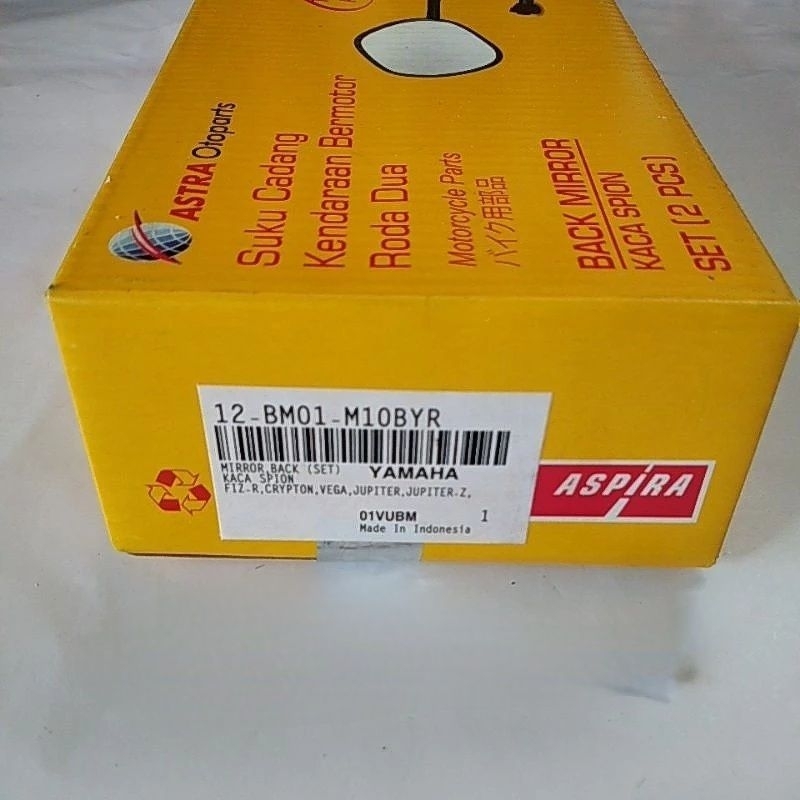 ASTRA Otoparts
Suku Cadang
Kendaraan Bermotor
Roda Dua
Motorcycle Parts
バイク用部品
BACK MIRROR
KACA SPION
SET (2 PCS)
12-BM01-M10BYR
MIRROR,BACK (SET) YAMAHA
KACA SPION
FIZ-R,CRYPTON,VEGA,JUPITER,JUPITER-Z,
01VUBM 1
Made In Indonesia
ASPIRA